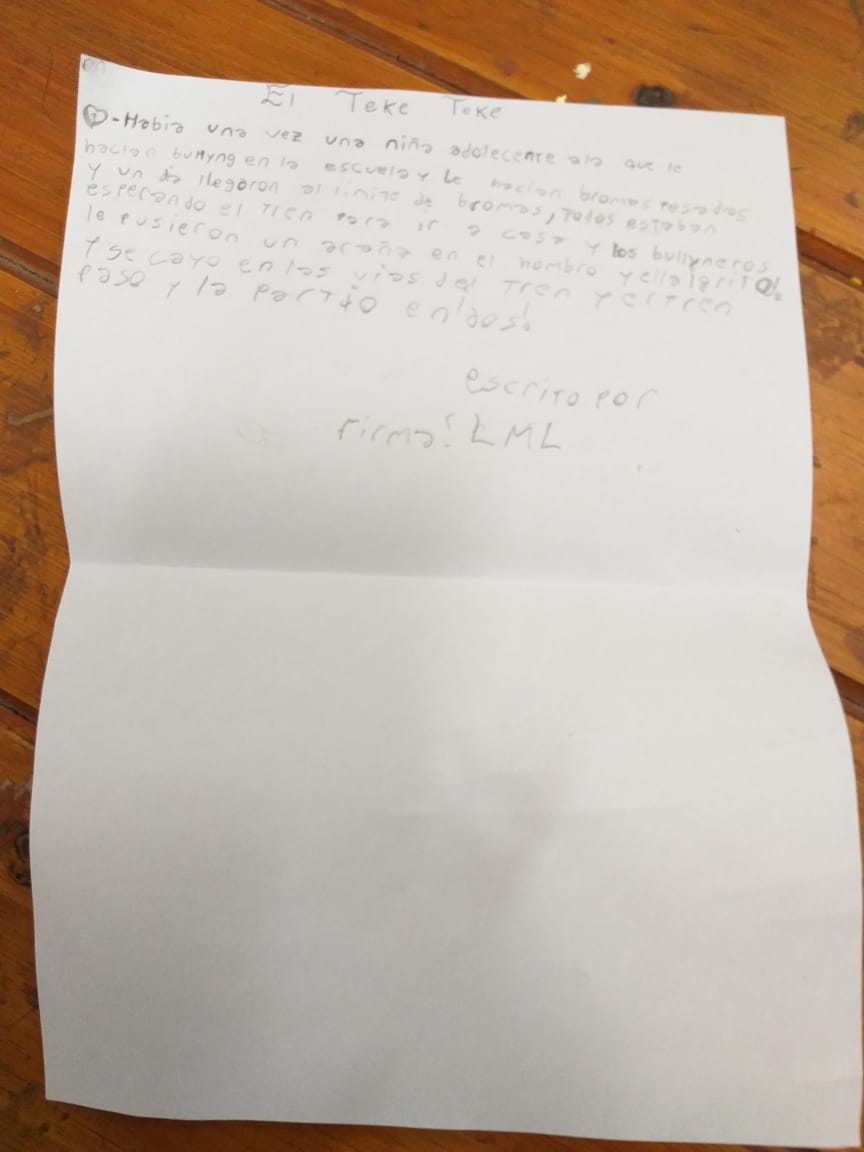 El Teke Teke
-Habia una vez una niña adolecente ala que le
hacian bullyng en la escuela y le hacian bromas pesadas
y un dia llegaron al limite de bromas, todos estaban
esperando el tren para ir a casa y los bullyneros
le pusieron un araña en el hombro y ella ¡grito!
y se cayo en las vias del tren y el tren
paso y la partio en ¡dos!
escrito por
firma: LML